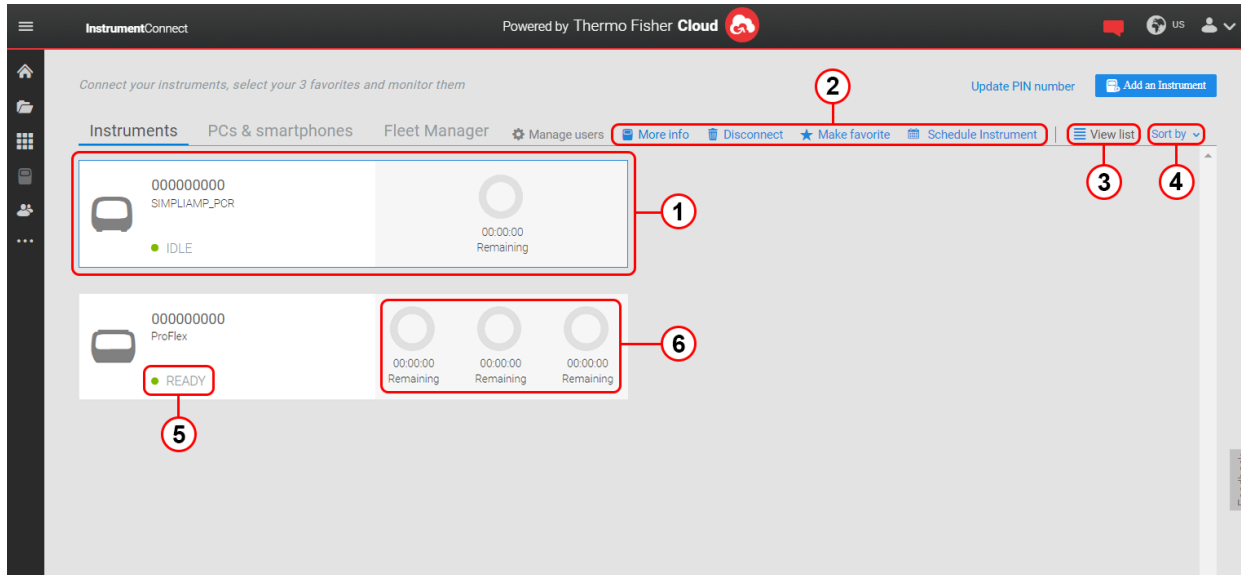 InstrumentConnect Powered by Thermo Fisher Cloud US
Connect your instruments, select your 3 favorites and monitor them
2
Update PIN number Add an Instrument
Instruments PCs & smartphones Fleet Manager Manage users More info Disconnect Make favorite Schedule Instrument View list Sort by
3 4
000000000
SIMPLIAMP_PCR
1
00:00:00
Remaining
IDLE
000000000
ProFlex
6
00:00:00 00:00:00 00:00:00
Remaining Remaining Remaining
READY
5
Feedback